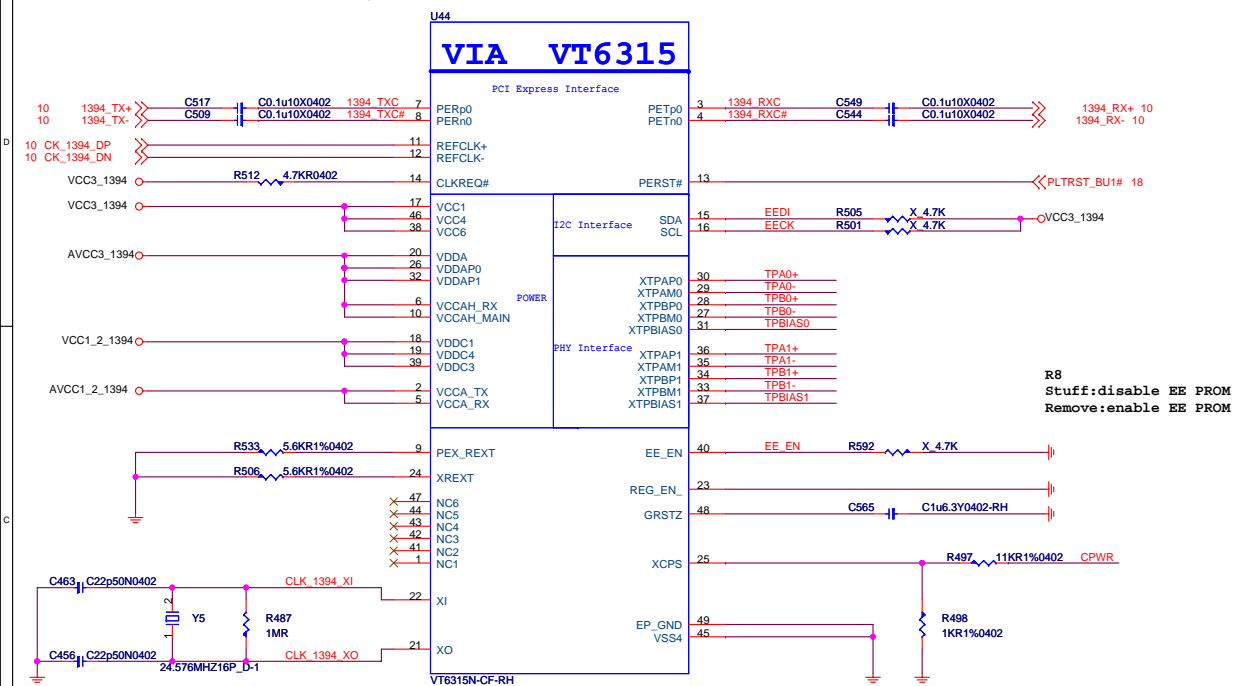 U44
VIA VT6315
PCI Express Interface
10 1394_TX+ C517 C0.1u10X0402 1394_TXC 7 PERp0 PETp0 3 1394_RXC C549 C0.1u10X0402 1394_RX+ 10
10 1394_TX- C509 C0.1u10X0402 1394_TXC# 8 PERn0 PETn0 4 1394_RXC# C544 C0.1u10X0402 1394_RX- 10
D
10 CK_1394_DP 11 REFCLK+
10 CK_1394_DN 12 REFCLK-
VCC3_1394 R512 4.7KR0402 14 CLKREQ# PERST# 13 PLTRST_BU1# 18
VCC3_1394 17 VCC1
46 VCC4 SDA 15 EEDI R505 X_4.7K VCC3_1394
38 VCC6 I2C Interface SCL 16 EECK R501 X_4.7K
AVCC3_1394 20 VDDA
26 VDDAP0
32 VDDAP1 XTPAP0 30 TPA0+
XTPAM0 29 TPA0-
6 VCCAH_RX POWER XTPBP0 28 TPB0+
10 VCCAH_MAIN XTPBM0 27 TPB0-
XTPBIAS0 31 TPBIAS0
VCC1_2_1394 18 VDDC1
19 VDDC4 PHY Interface XTPAP1 36 TPA1+
39 VDDC3 XTPAM1 35 TPA1-
XTPBP1 34 TPB1+
AVCC1_2_1394 2 VCCA_TX XTPBM1 33 TPB1-
5 VCCA_RX XTPBIAS1 37 TPBIAS1
R8
Stuff:disable EE PROM
Remove:enable EE PROM
R533 5.6KR1%0402 9 PEX_REXT EE_EN 40 EE_EN R592 X_4.7K
R506 5.6KR1%0402 24 XREXT
REG_EN_ 23
47 NC6
44 NC5 GRSTZ 48 C565 C1u6.3Y0402-RH
C
43 NC4
42 NC3
41 NC2
1 NC1 XCPS 25 R497 11KR1%0402 CPWR
C463 C22p50N0402 CLK_1394_XI 22 XI
2
Y5 R487 R498
1 1MR 1KR1%0402
EP_GND 49
VSS4 45
C456 C22p50N0402 CLK_1394_XO 21 XO
24.576MHZ16P_D-1
VT6315N-CF-RH